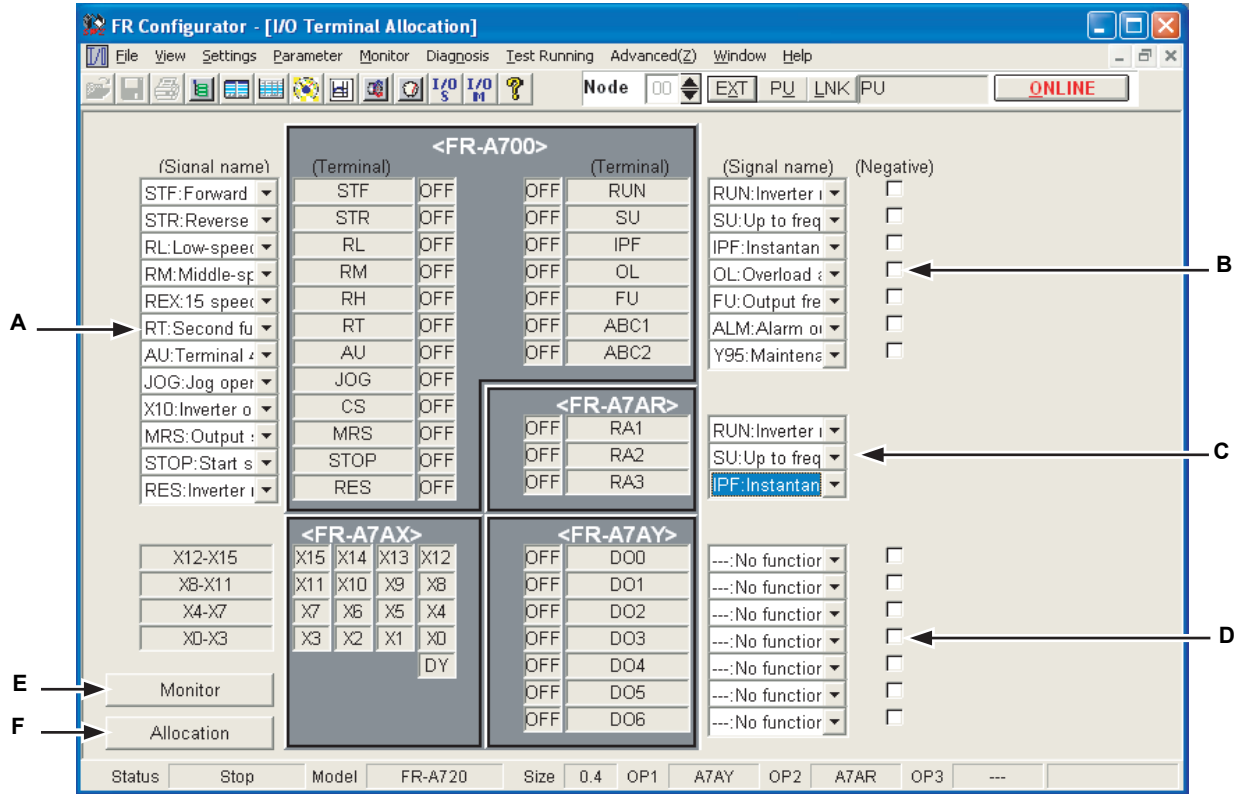 FR Configurator - [I/O Terminal Allocation]
File View Settings Parameter Monitor Diagnosis Test Running Advanced(Z) Window Help
I/O S I/O M Node 00 EXT PU LNK PU ONLINE
<FR-A700>
(Signal name) (Terminal) (Terminal) (Signal name) (Negative)
STF:Forward STF OFF OFF RUN RUN:Inverter
STR:Reverse STR OFF OFF SU SU:Up to freq
RL:Low-speed RL OFF OFF IPF IPF:Instantan
RM:Middle-sp RM OFF OFF OL OL:Overload B
REX:15 speed RH OFF OFF FU FU:Output fre
A RT:Second fu RT OFF OFF ABC1 ALM:Alarm
AU:Terminal AU OFF OFF ABC2 Y95:Maintena
JOG:Jog oper JOG OFF
X10:Inverter o CS OFF <FR-A7AR>
MRS:Output MRS OFF OFF RA1 RUN:Inverter
STOP:Start s STOP OFF OFF RA2 SU:Up to freq C
RES:Inverter RES OFF OFF RA3 IPF:Instantan
<FR-A7AX> <FR-A7AY>
X12-X15 X15 X14 X13 X12 OFF DO0 ---:No function
X8-X11 X11 X10 X9 X8 OFF DO1 ---:No function
X4-X7 X7 X6 X5 X4 OFF DO2 ---:No function
X0-X3 X3 X2 X1 X0 OFF DO3 ---:No function D
DY OFF DO4 ---:No function
E Monitor OFF DO5 ---:No function
F Allocation OFF DO6 ---:No function
Status Stop Model FR-A720 Size 0.4 OP1 A7AY OP2 A7AR OP3 ---